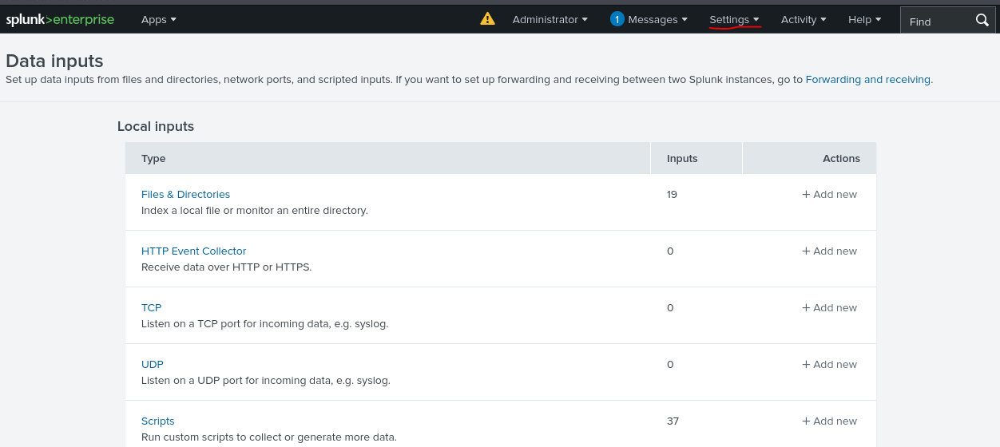 splunk>enterprise Apps Administrator 1 Messages Settings Activity Help Find
Data inputs
Set up data inputs from files and directories, network ports, and scripted inputs. If you want to set up forwarding and receiving between two Splunk instances, go to Forwarding and receiving.
Local inputs
Type Inputs Actions
Files & Directories 19 + Add new
Index a local file or monitor an entire directory.
HTTP Event Collector 0 + Add new
Receive data over HTTP or HTTPS.
TCP 0 + Add new
Listen on a TCP port for incoming data, e.g. syslog.
UDP 0 + Add new
Listen on a UDP port for incoming data, e.g. syslog.
Scripts 37 + Add new
Run custom scripts to collect or generate more data.